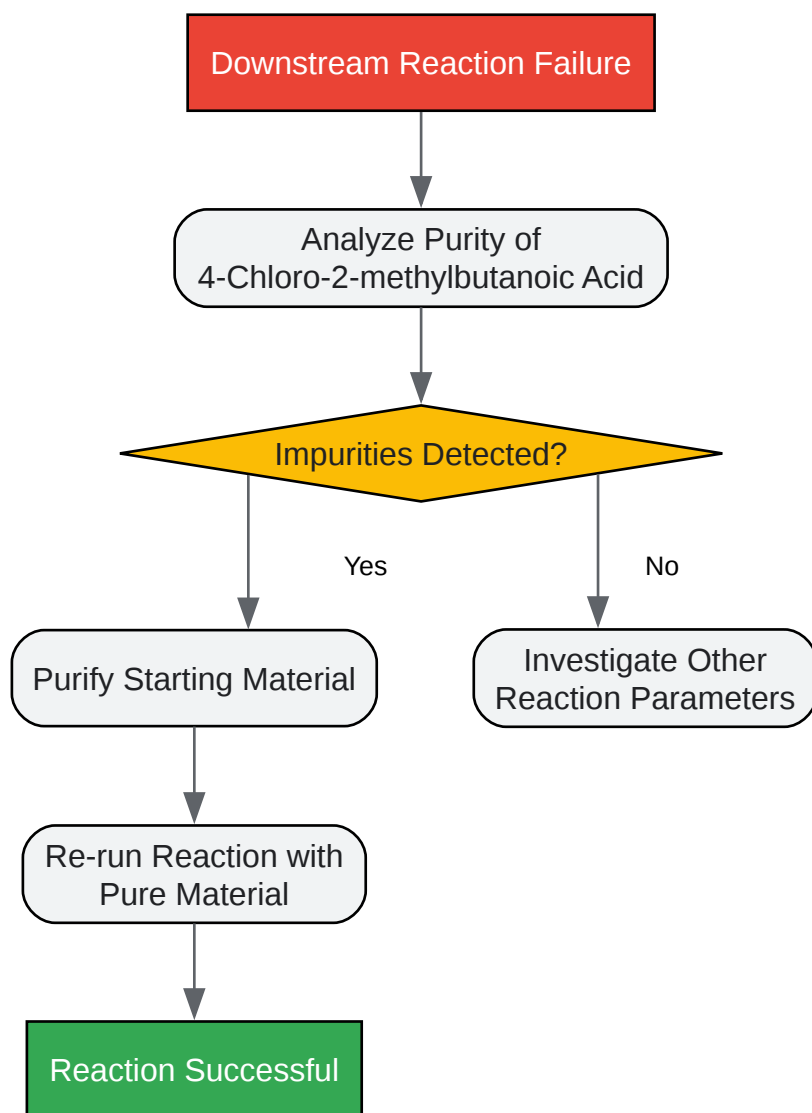 Downstream Reaction Failure
Analyze Purity of
4-Chloro-2-methylbutanoic Acid
Impurities Detected?
Yes
No
Purify Starting Material
Investigate Other
Reaction Parameters
Re-run Reaction with
Pure Material
Reaction Successful